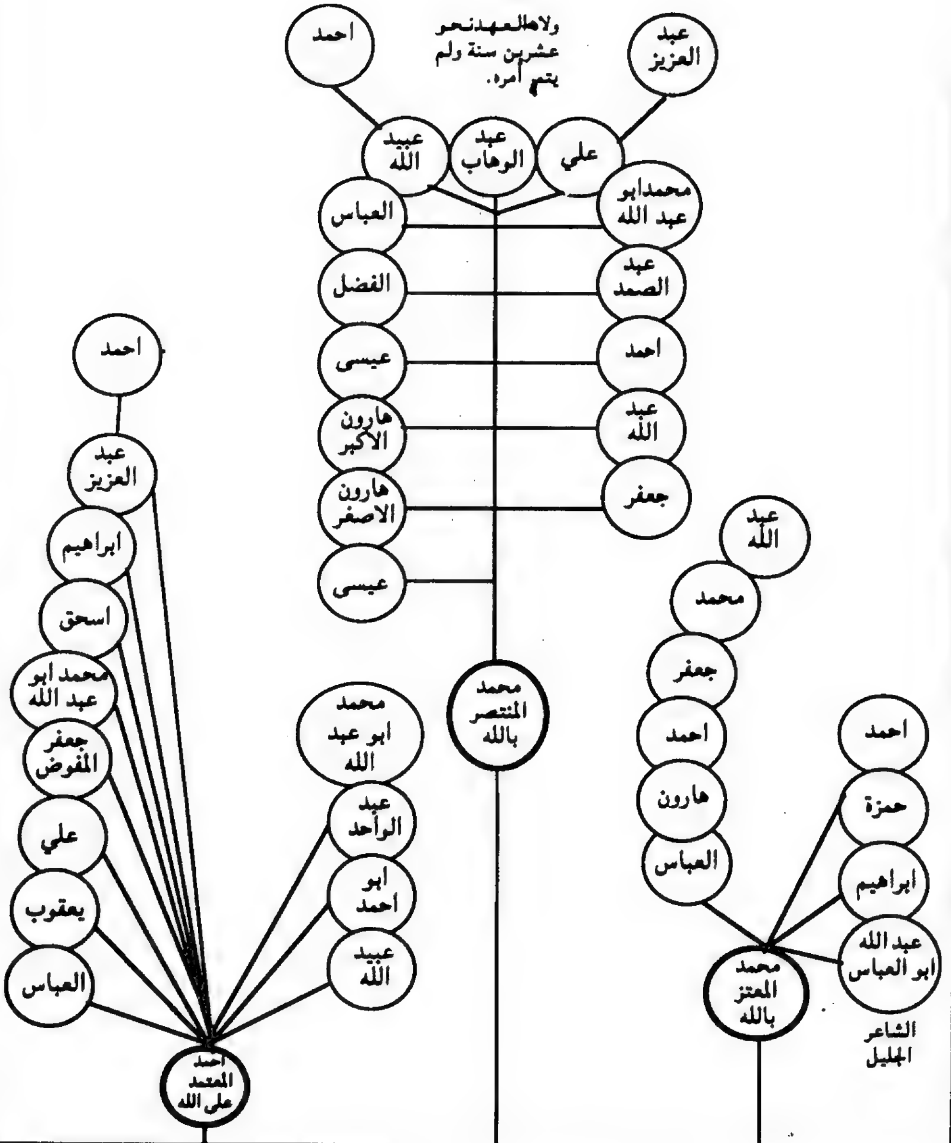 احمد
ولاه العهد نحو
عشرين سنة ولم
يتم أمره.
عبد
العزيز
عبيد
الله
عبد
الوهاب
علي
العباس
محمد ابو
عبد الله
الفضل
عبد
الصمد
عيسى
احمد
هارون
الاكبر
عبد
الله
هارون
الاصغر
جعفر
عيسى
محمد
المنتصر
بالله
احمد
عبد
العزيز
ابراهيم
اسحق
محمد ابو
عبد الله
جعفر
المفوض
علي
يعقوب
العباس
محمد
ابو عبد
الله
عبد
الواحد
ابو
احمد
عبيد
الله
احمد
المعتمد
على الله
عبد
الله
محمد
جعفر
احمد
هارون
العباس
احمد
حمزة
ابراهيم
عبد الله
ابو العباس
الشاعر
الجليل
محمد
المعتز
بالله